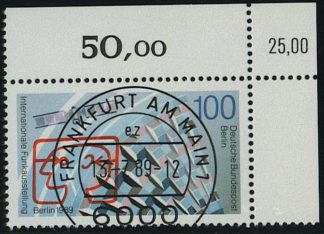 50,00
25,00
100
Deutsche Bundespost
Berlin
Internationale Funkausstellung
Berlin 1989
FRANKFURT AM MAIN 1
ez
13.-7.89-12
6000